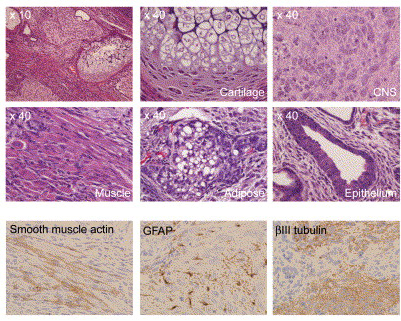 x 10
x 40
Cartilage
x 40
CNS
x 40
Muscle
x 40
Adipose
x 40
Epithelium
Smooth muscle actin
GFAP
βIII tubulin